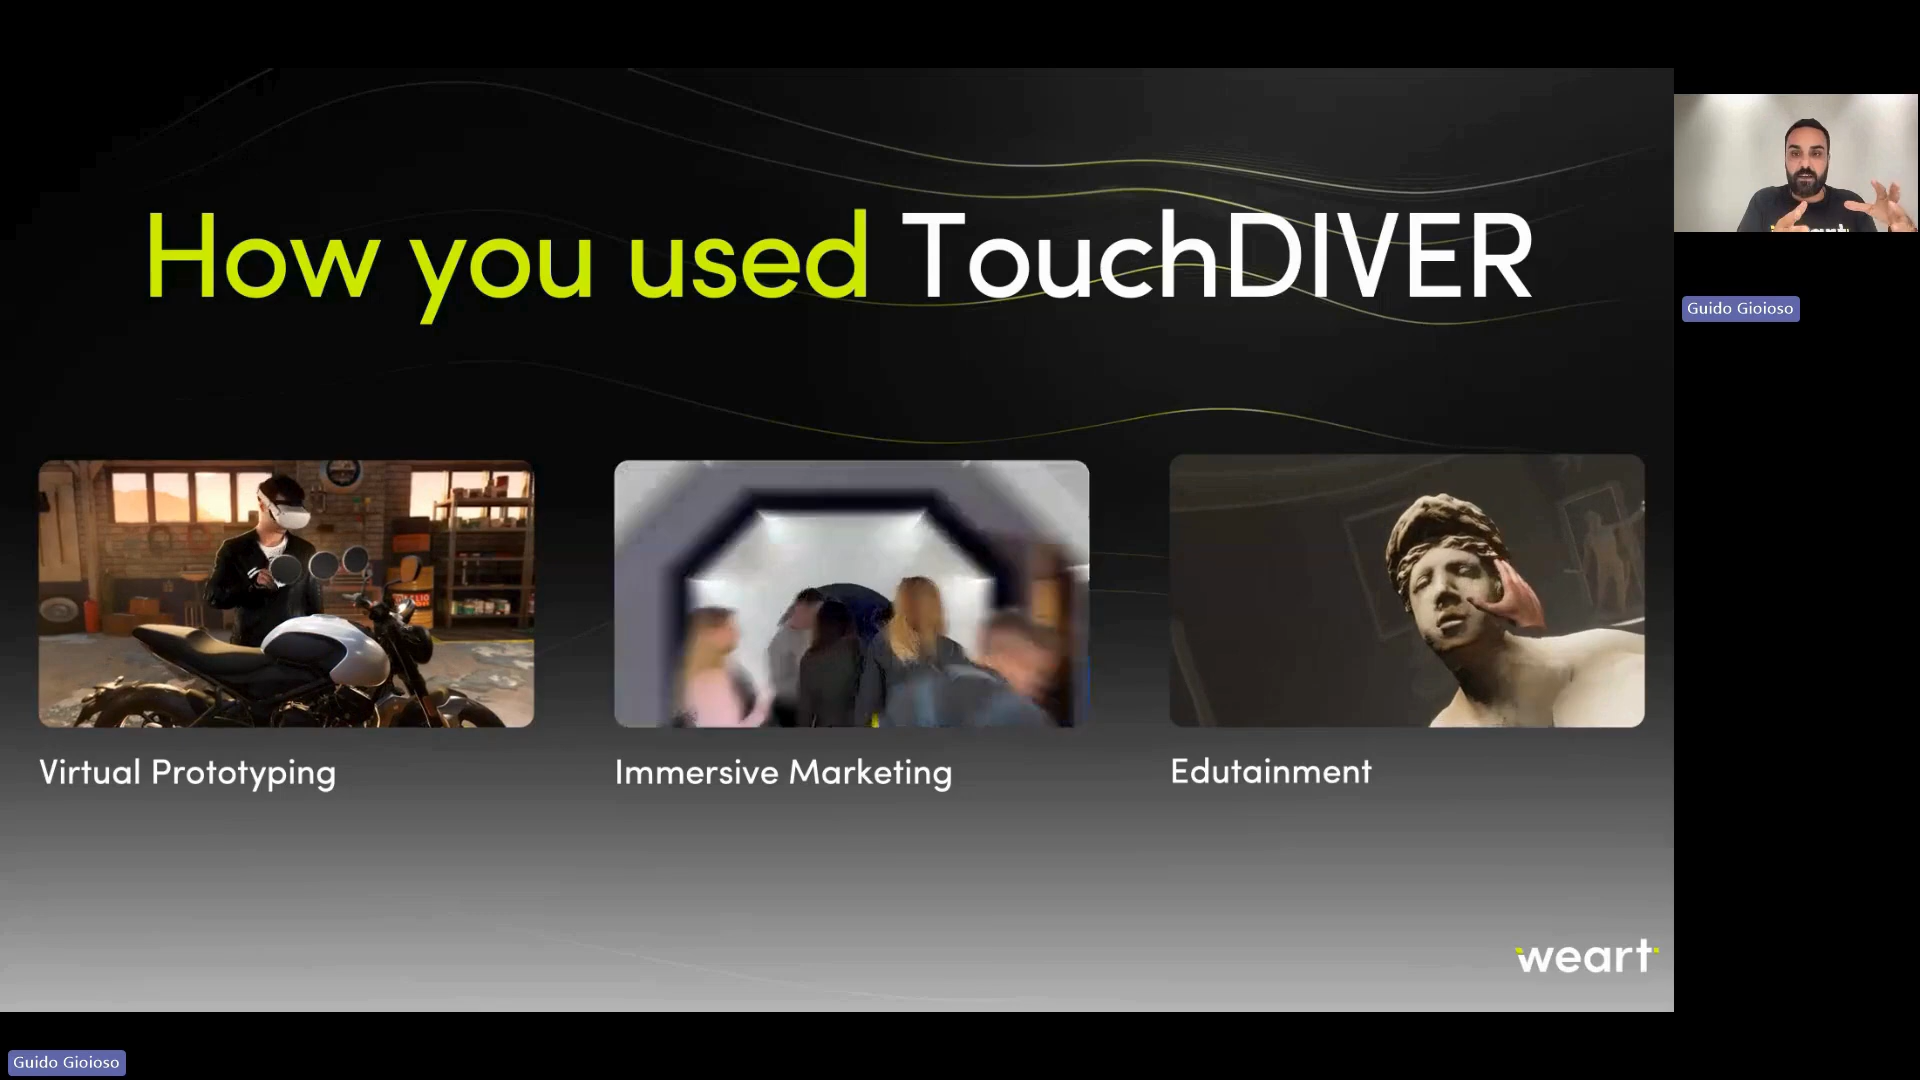 How you used TouchDIVER
Guido Gioioso
Virtual Prototyping
Immersive Marketing
Edutainment
weart
Guido Gioioso